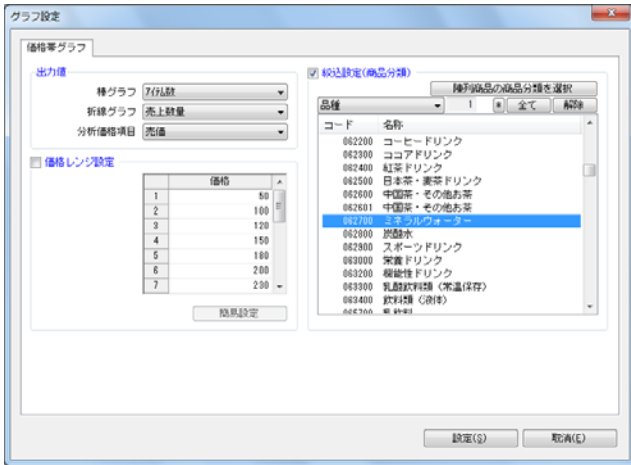 グラフ設定
価格帯グラフ
出力値
棒グラフ ｱｲﾃﾑ数
折線グラフ 売上数量
分析価格項目 売価
価格レンジ設定
価格
1 50
2 100
3 120
4 150
5 180
6 200
7 230
簡易設定
絞込設定(商品分類)
陳列商品の商品分類を選択
品種 1 * 全て 解除
コード 名称
062200 コーヒードリンク
062300 ココアドリンク
062400 紅茶ドリンク
062500 日本茶・麦茶ドリンク
062600 中国茶・その他お茶
062601 中国茶・その他お茶
062700 ミネラルウォーター
062800 炭酸水
062900 スポーツドリンク
063000 栄養ドリンク
063200 機能性ドリンク
063300 乳酸飲料類（常温保存）
063400 飲料類（液体）
065700 乳飲料
設定(S) 取消(E)